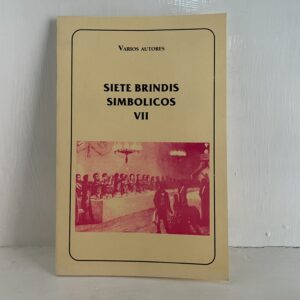 VARIOS AUTORES
SIETE BRINDIS
SIMBOLICOS
VII